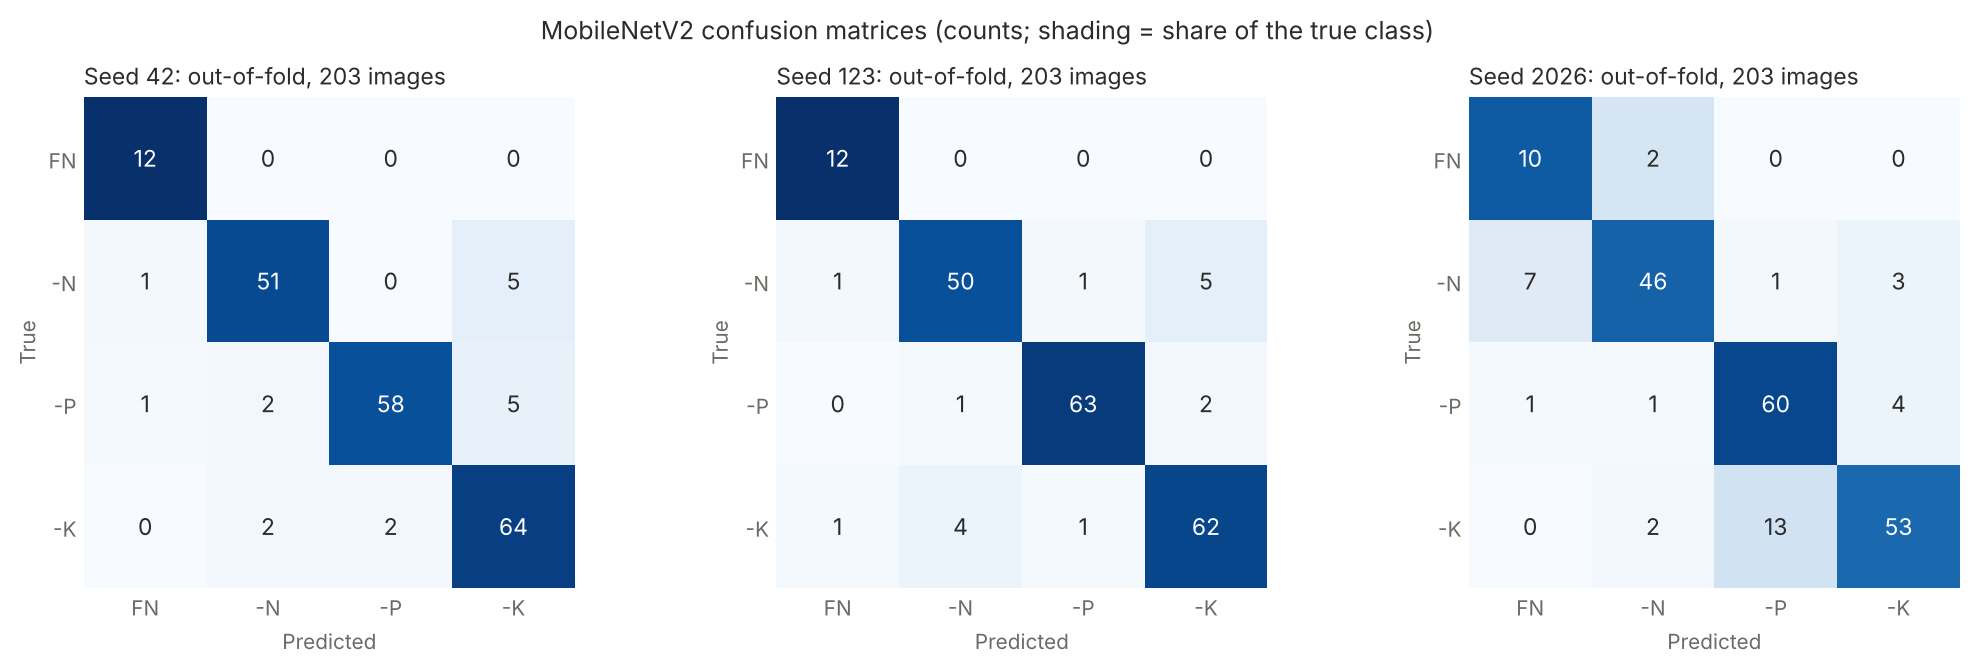 MobileNetV2 confusion matrices (counts; shading = share of the true class)
Seed 42: out-of-fold, 203 images
True
FN 12 0 0 0
-N 1 51 0 5
-P 1 2 58 5
-K 0 2 2 64
FN -N -P -K
Predicted
Seed 123: out-of-fold, 203 images
True
FN 12 0 0 0
-N 1 50 1 5
-P 0 1 63 2
-K 1 4 1 62
FN -N -P -K
Predicted
Seed 2026: out-of-fold, 203 images
True
FN 10 2 0 0
-N 7 46 1 3
-P 1 1 60 4
-K 0 2 13 53
FN -N -P -K
Predicted